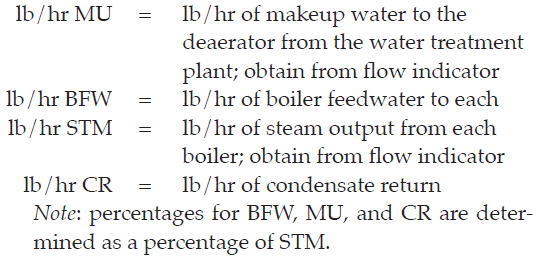 lb/hr MU = lb/hr of makeup water to the
deaerator from the water treatment
plant; obtain from flow indicator
lb/hr BFW = lb/hr of boiler feedwater to each
lb/hr STM = lb/hr of steam output from each
boiler; obtain from flow indicator
lb/hr CR = lb/hr of condensate return
Note: percentages for BFW, MU, and CR are deter-
mined as a percentage of STM.